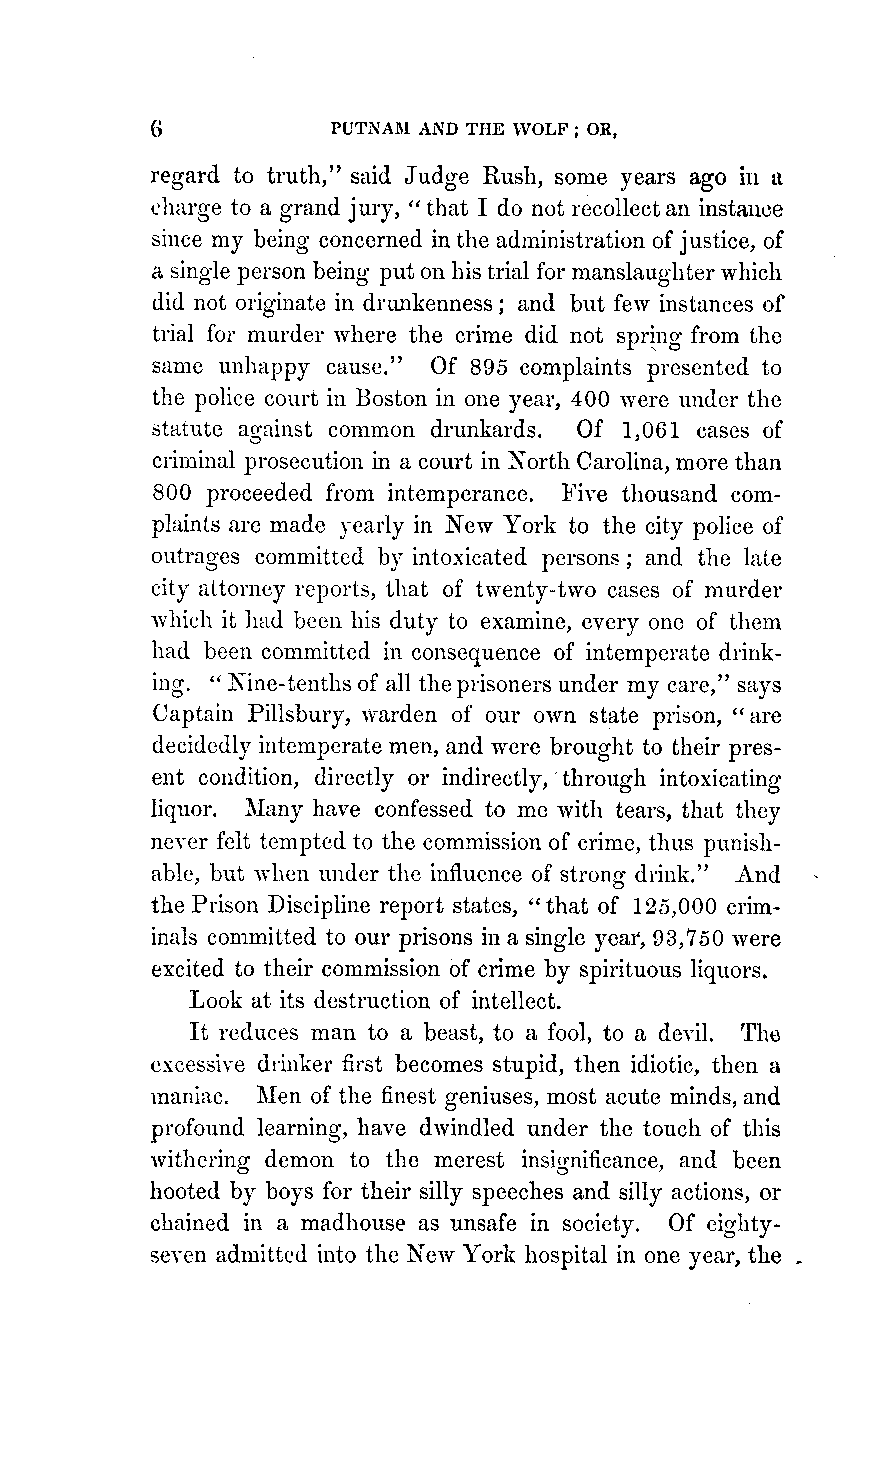 6 PUTNAM AND THE WOLF; OR,
regard to truth," said Judge Rush, some years ago in a
charge to a grand jury, "that I do not recollect an instance
since my being concerned in the administration of justice, of
a single person being put on his trial for manslaughter which
did not originate in drunkenness; and but few instances of
trial for murder where the crime did not spring from the
same unhappy cause." Of 895 complaints presented to
the police court in Boston in one year, 400 were under the
statute against common drunkards. Of 1,061 cases of
criminal prosecution in a court in North Carolina, more than
800 proceeded from intemperance. Five thousand com-
plaints are made yearly in New York to the city police of
outrages committed by intoxicated persons; and the late
city attorney reports, that of twenty-two cases of murder
which it had been his duty to examine, every one of them
had been committed in consequence of intemperate drink-
ing. "Nine-tenths of all the prisoners under my care," says
Captain Pillsbury, warden of our own state prison, "are
decidedly intemperate men, and were brought to their pres-
ent condition, directly or indirectly, through intoxicating
liquor. Many have confessed to me with tears, that they
never felt tempted to the commission of crime, thus punish-
able, but when under the influence of strong drink." And
the Prison Discipline report states, "that of 125,000 crim-
inals committed to our prisons in a single year, 93,750 were
excited to their commission of crime by spirituous liquors.
Look at its destruction of intellect.
It reduces man to a beast, to a fool, to a devil. The
excessive drinker first becomes stupid, then idiotic, then a
maniac. Men of the finest geniuses, most acute minds, and
profound learning, have dwindled under the touch of this
withering demon to the merest insignificance, and been
hooted by boys for their silly speeches and silly actions, or
chained in a madhouse as unsafe in society. Of eighty-
seven admitted into the New York hospital in one year, the